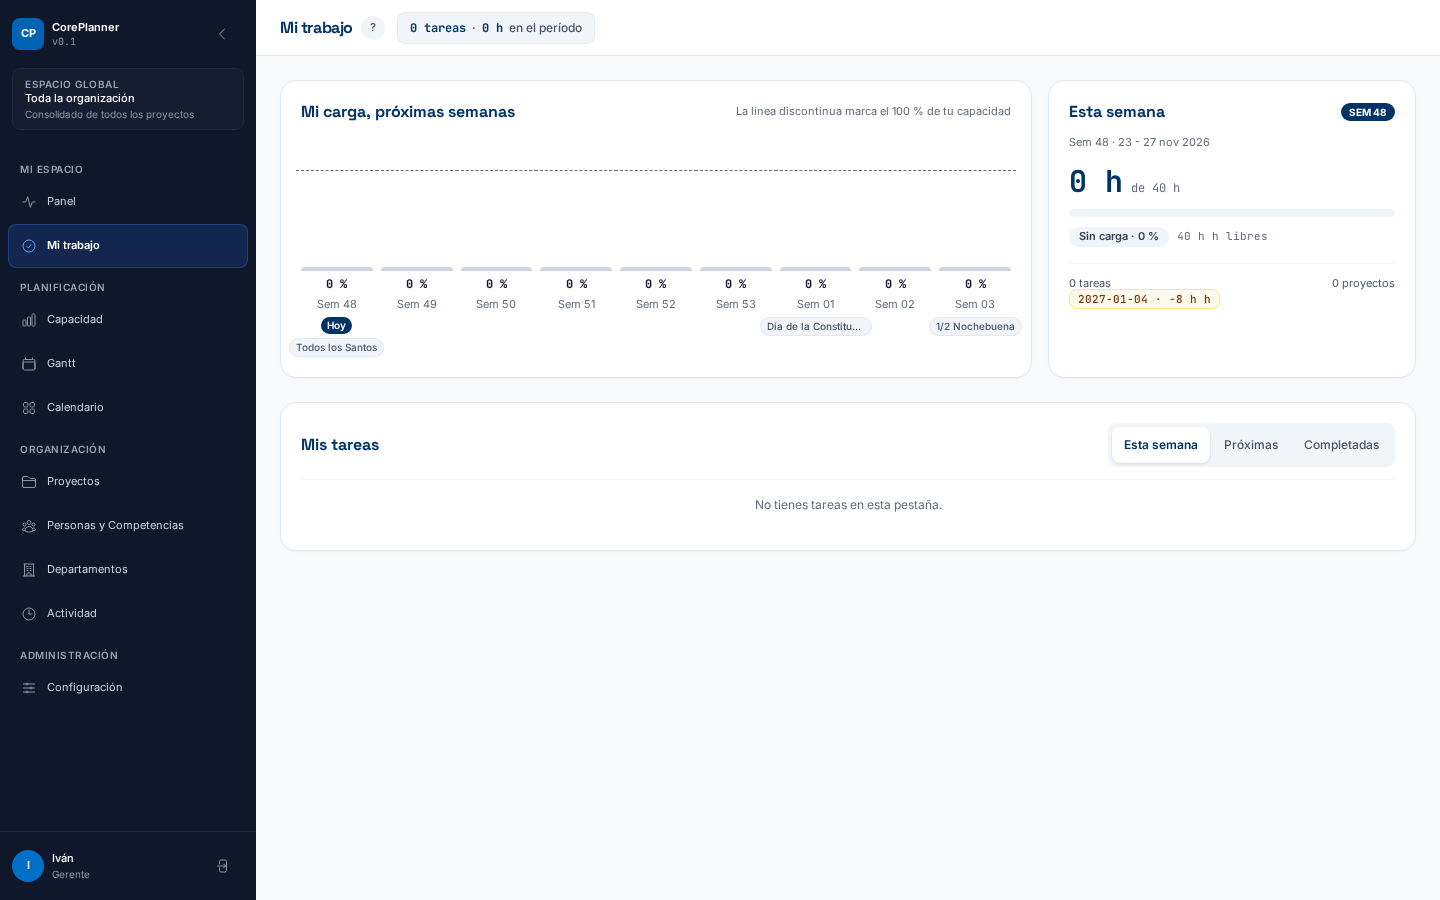 CP
CorePlanner
v0.1
ESPACIO GLOBAL
Toda la organización
Consolidado de todos los proyectos
MI ESPACIO
Panel
Mi trabajo
PLANIFICACIÓN
Capacidad
Gantt
Calendario
ORGANIZACIÓN
Proyectos
Personas y Competencias
Departamentos
Actividad
ADMINISTRACIÓN
Configuración
I
Iván
Gerente
Mi trabajo ? 0 tareas · 0 h en el período
Mi carga, próximas semanas
La línea discontinua marca el 100 % de tu capacidad
0 % 0 % 0 % 0 % 0 % 0 % 0 % 0 % 0 %
Sem 48 Sem 49 Sem 50 Sem 51 Sem 52 Sem 53 Sem 01 Sem 02 Sem 03
Hoy Día de la Constitu... 1/2 Nochebuena
Todos los Santos
Esta semana SEM 48
Sem 48 · 23 - 27 nov 2026
0 h de 40 h
Sin carga · 0 % 40 h h libres
0 tareas 0 proyectos
2027-01-04 · -8 h h
Mis tareas
Esta semana Próximas Completadas
No tienes tareas en esta pestaña.